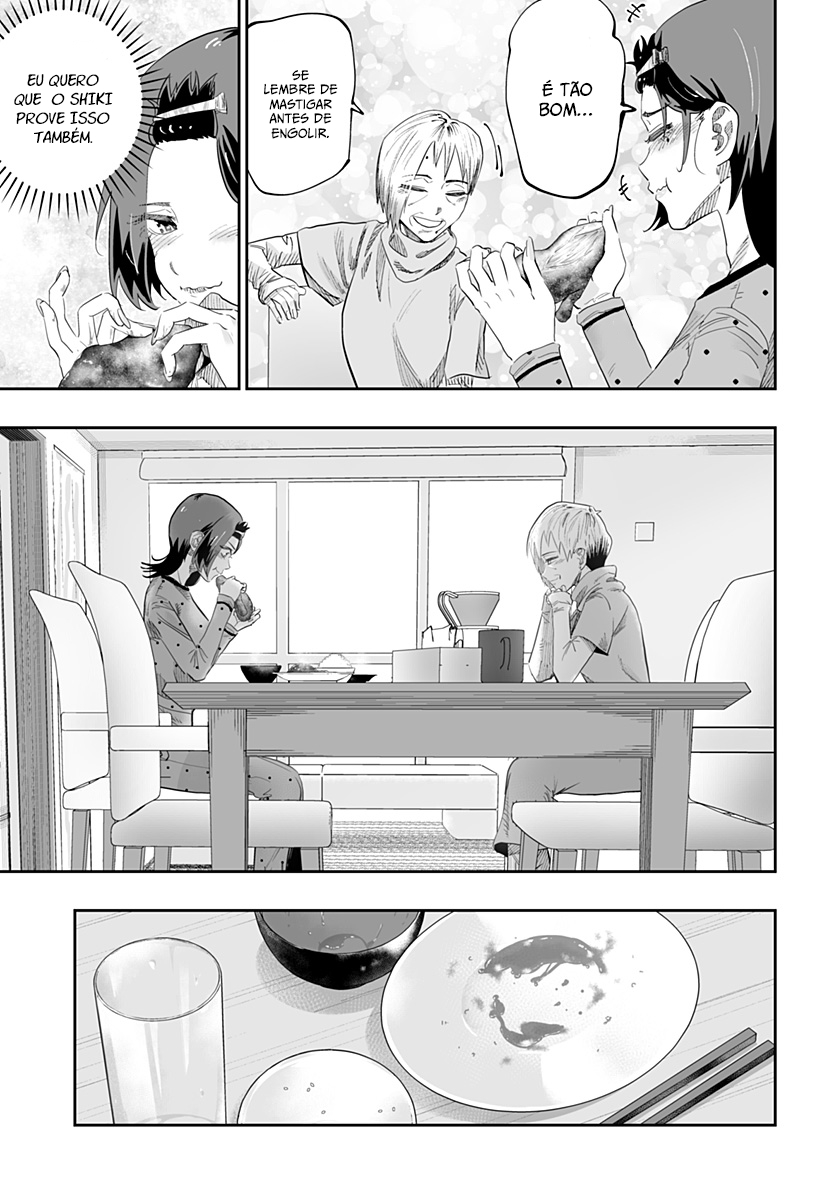 É TÃO
BOM...
SE
LEMBRE DE
MASTIGAR
ANTES DE
ENGOLIR.
EU QUERO
QUE O SHIKI
PROVE ISSO
TAMBÉM.